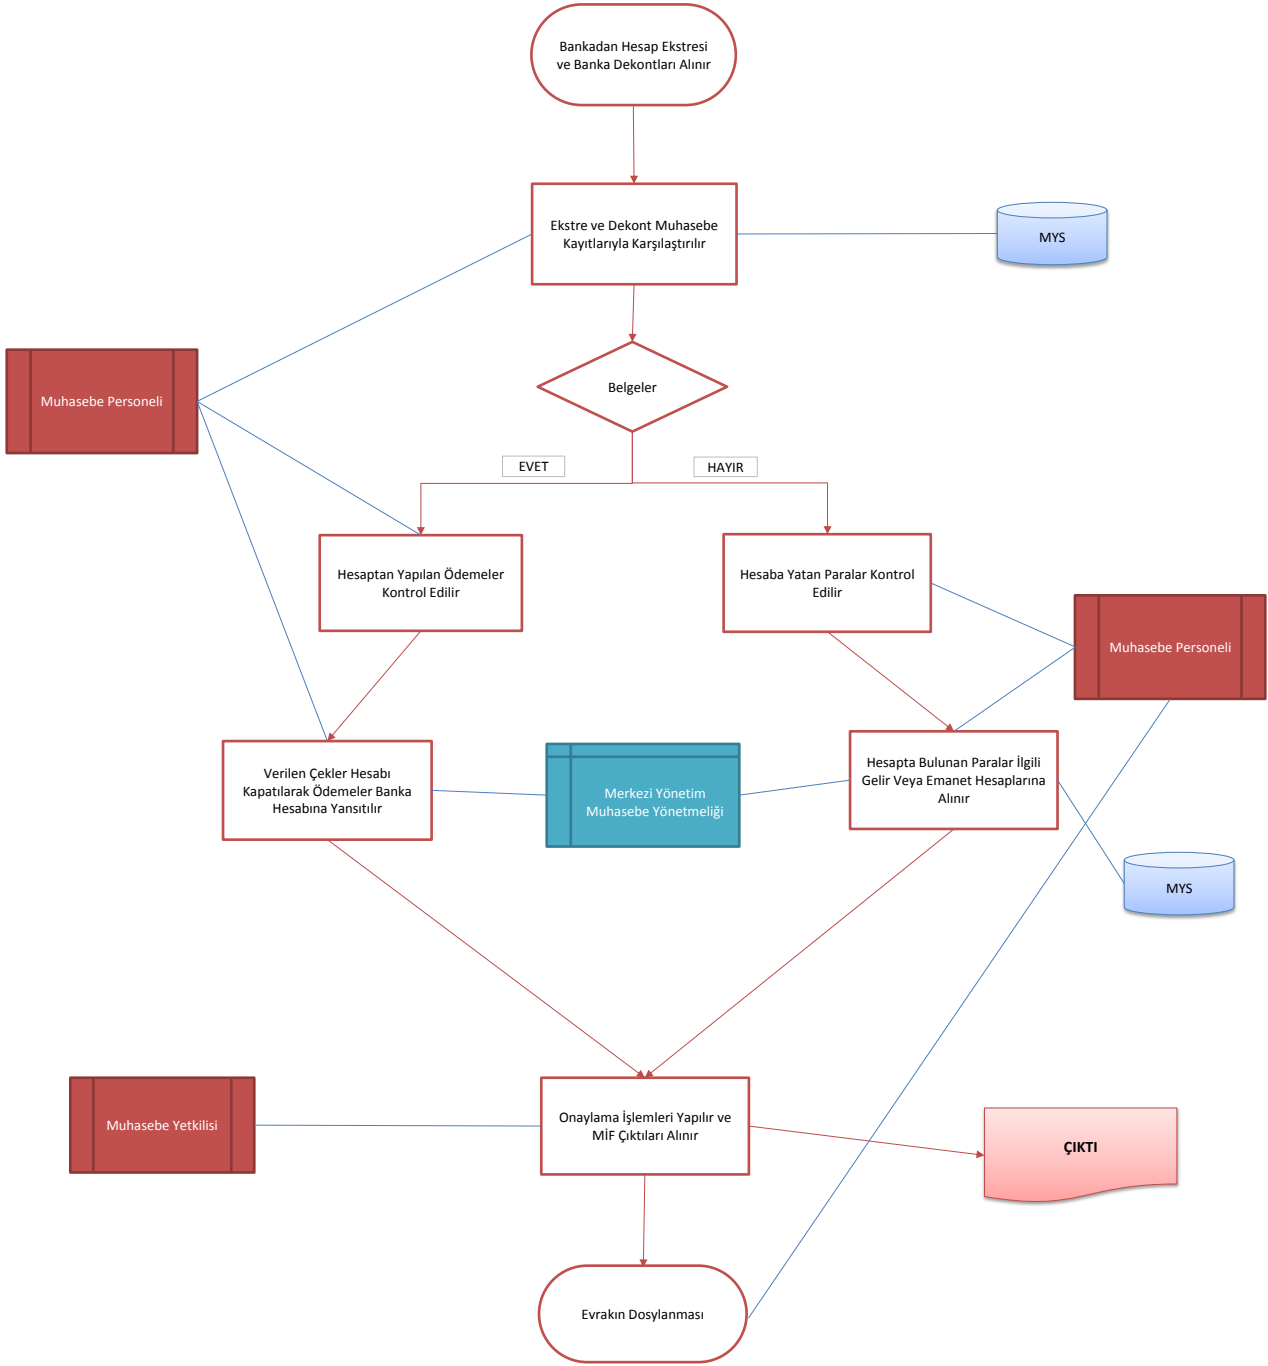 Bankadan Hesap Ekstresi
ve Banka Dekontları Alınır
Ekstre ve Dekont Muhasebe
Kayıtlarıyla Karşılaştırılır
MYS
Muhasebe Personeli
Belgeler
EVET
HAYIR
Hesaptan Yapılan Ödemeler
Kontrol Edilir
Hesaba Yatan Paralar Kontrol
Edilir
Muhasebe Personeli
Verilen Çekler Hesabı
Kapatılarak Ödemeler Banka
Hesabına Yansıtılır
Merkezi Yönetim
Muhasebe Yönetmeliği
Hesapta Bulunan Paralar İlgili
Gelir Veya Emanet Hesaplarına
Alınır
MYS
Muhasebe Yetkilisi
Onaylama İşlemleri Yapılır ve
MİF Çıktıları Alınır
ÇIKTI
Evrakın Dosylanması